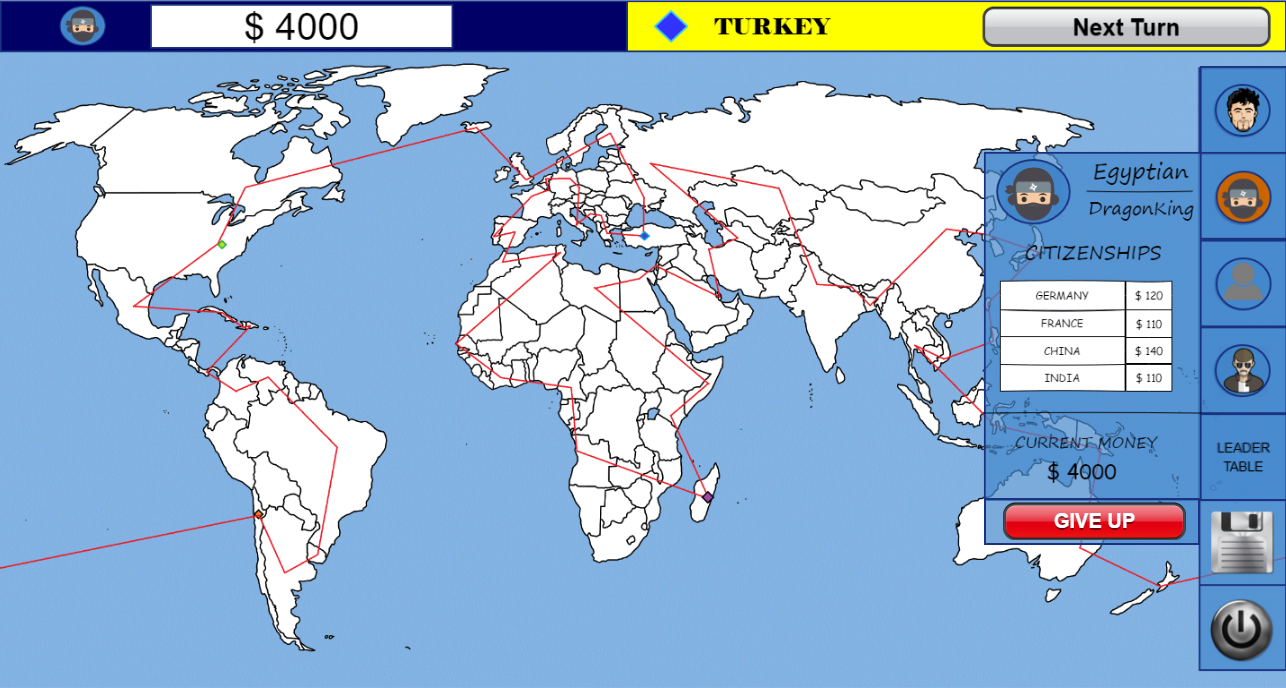 $ 4000
TURKEY
Next Turn
Egyptian
DragonKing
CITIZENSHIPS
GERMANY $ 120
FRANCE $ 110
CHINA $ 140
INDIA $ 110
CURRENT MONEY
$ 4000
GIVE UP
LEADER
TABLE